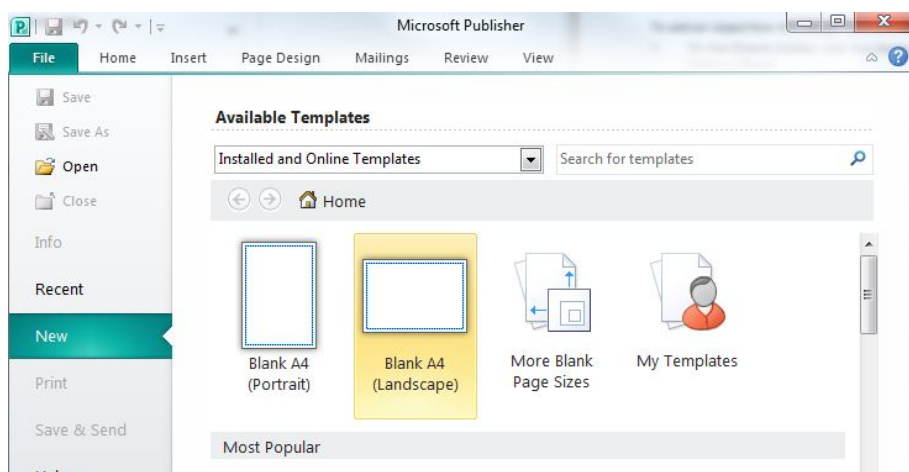 Microsoft Publisher
File Home Insert Page Design Mailings Review View
Save
Save As
Open
Close
Info
Recent
New
Print
Save & Send
Available Templates
Installed and Online Templates
Search for templates
Home
Blank A4
(Portrait)
Blank A4
(Landscape)
More Blank
Page Sizes
My Templates
Most Popular